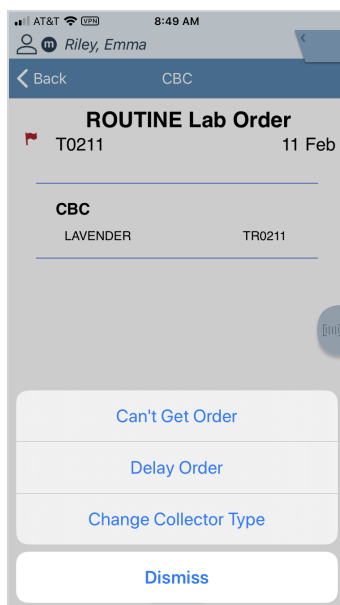 AT&T VPN 8:49 AM
m Riley, Emma
Back CBC
ROUTINE Lab Order
T0211 11 Feb
CBC
LAVENDER TR0211
Can't Get Order
Delay Order
Change Collector Type
Dismiss